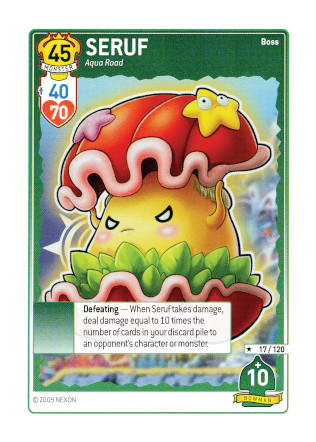 45
MONSTER
SERUF
Aqua Road
Boss
40
70
Defeating — When Seruf takes damage,
deal damage equal to 10 times the
number of cards in your discard pile to
an opponent's character or monster.
★ 17/120
+
10
BOWMAN
©2009 NEXON